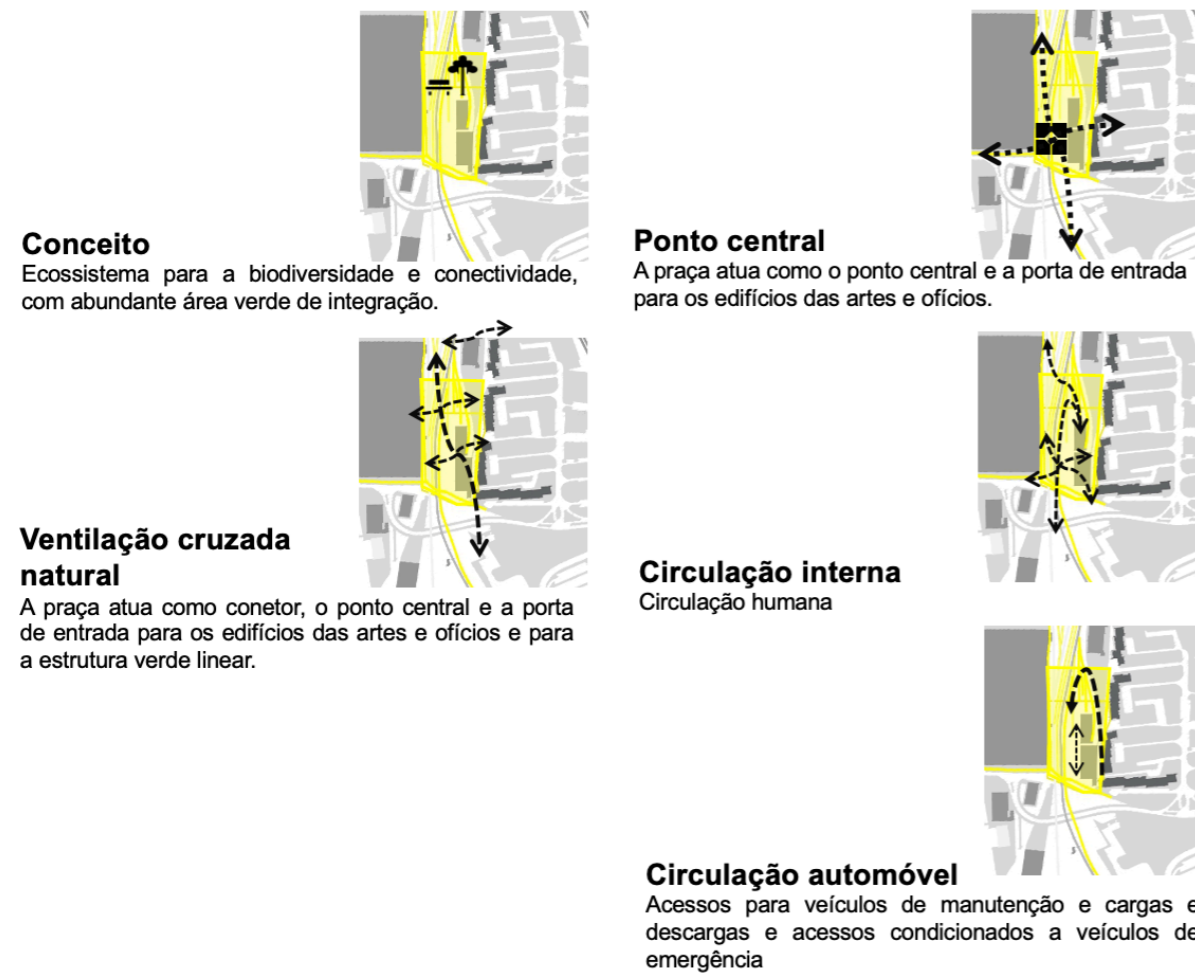 Conceito
Ecossistema para a biodiversidade e conectividade,
com abundante área verde de integração.
Ventilação cruzada
natural
A praça atua como conetor, o ponto central e a porta
de entrada para os edifícios das artes e ofícios e para
a estrutura verde linear.
Ponto central
A praça atua como o ponto central e a porta de entrada
para os edifícios das artes e ofícios.
Circulação interna
Circulação humana
Circulação automóvel
Acessos para veículos de manutenção e cargas e
descargas e acessos condicionados a veículos de
emergência